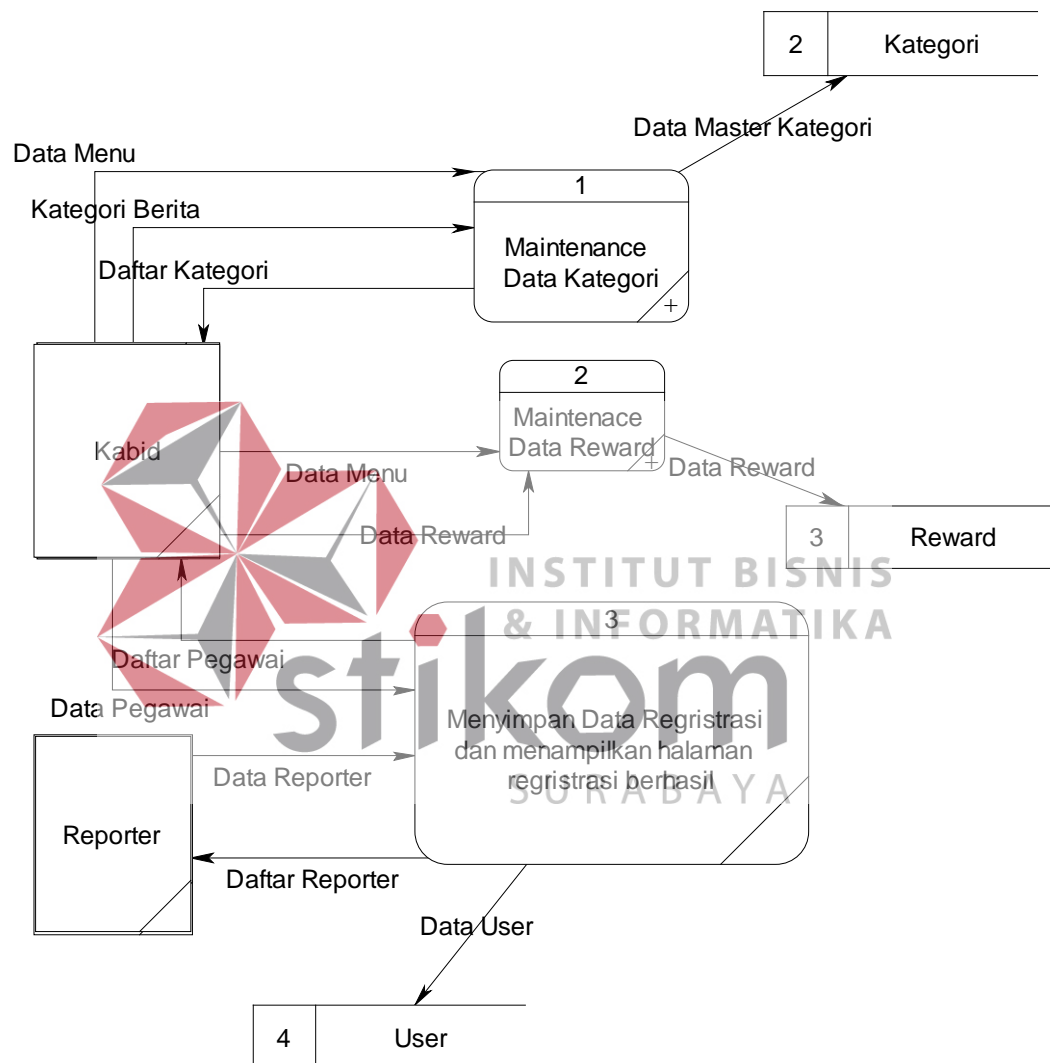 2
Kategori
Data Master Kategori
Data Menu
1
Kategori Berita
Maintenance
Data Kategori
Daftar Kategori
+
2
Maintenace
Data Reward
+
Kabid
Data Menu
Data Reward
Data Reward
3
Reward
INSTITUT BISNIS
& INFORMATIKA
3
stikom
SURABAYA
Daftar Pegawai
Data Pegawai
Menyimpan Data Regristrasi
dan menampilkan halaman
regristrasi berhasil
Data Reporter
Reporter
Daftar Reporter
Data User
4
User